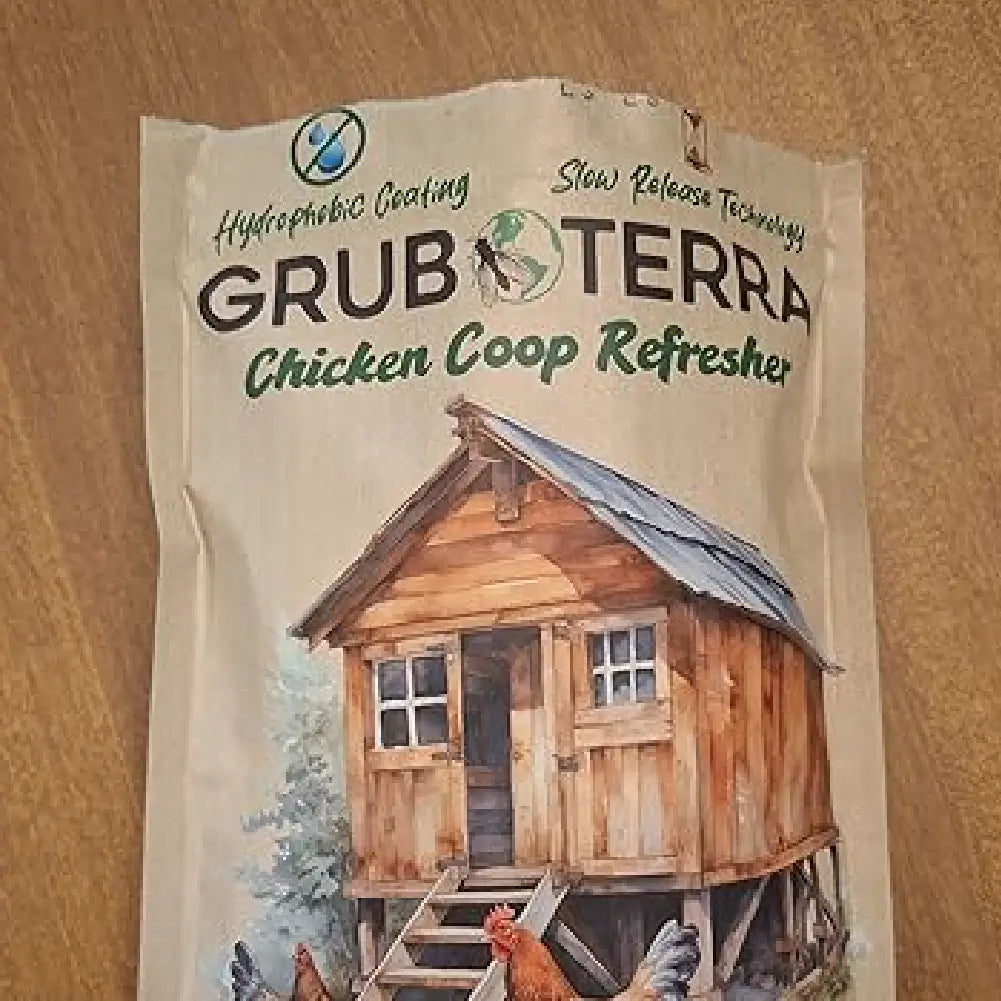 Hydrophobic Coating
Slow Release Technology
GRUB TERRA
Chicken Coop Refresher